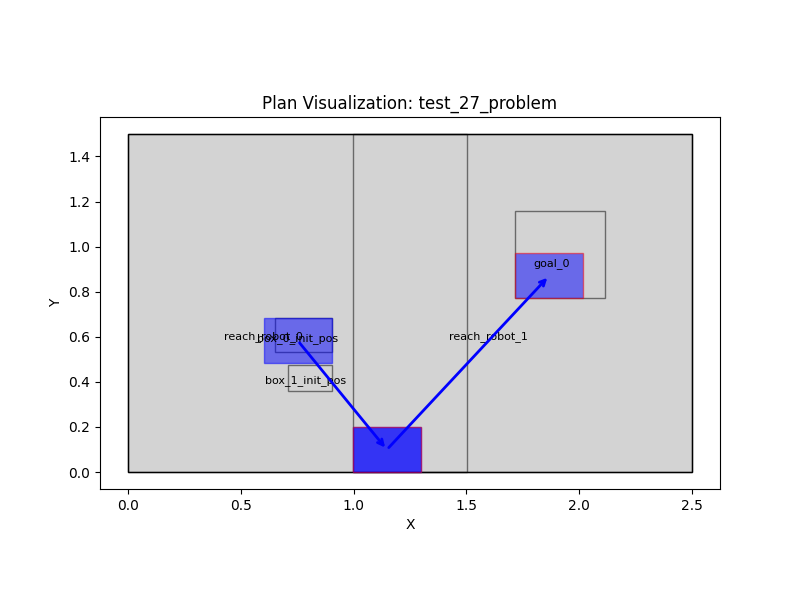 Plan Visualization: test_27_problem
Y
1.4
1.2
1.0
0.8
0.6
0.4
0.2
0.0
goal_0
reach_robot_0
box_0_init_pos
reach_robot_1
box_1_init_pos
0.0 0.5 1.0 1.5 2.0 2.5
X